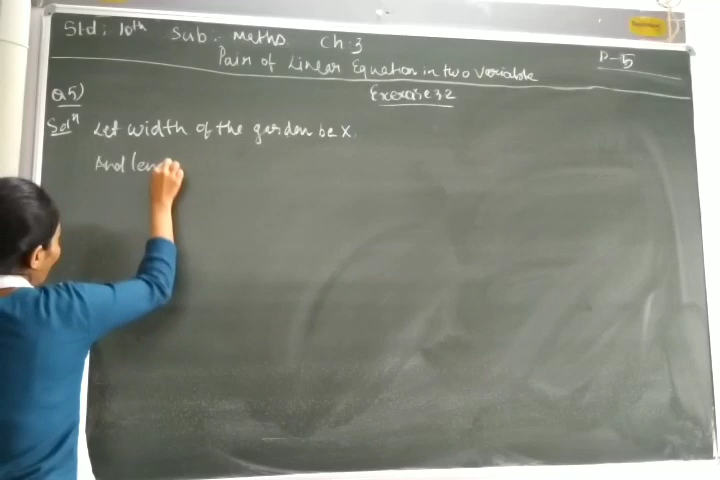 Std: 10th Sub: Maths. Ch:3
P-5
Pair of Linear Equation in two variable
Exercise 3.2
Q5)
Solⁿ Let width of the garden be x.
And len